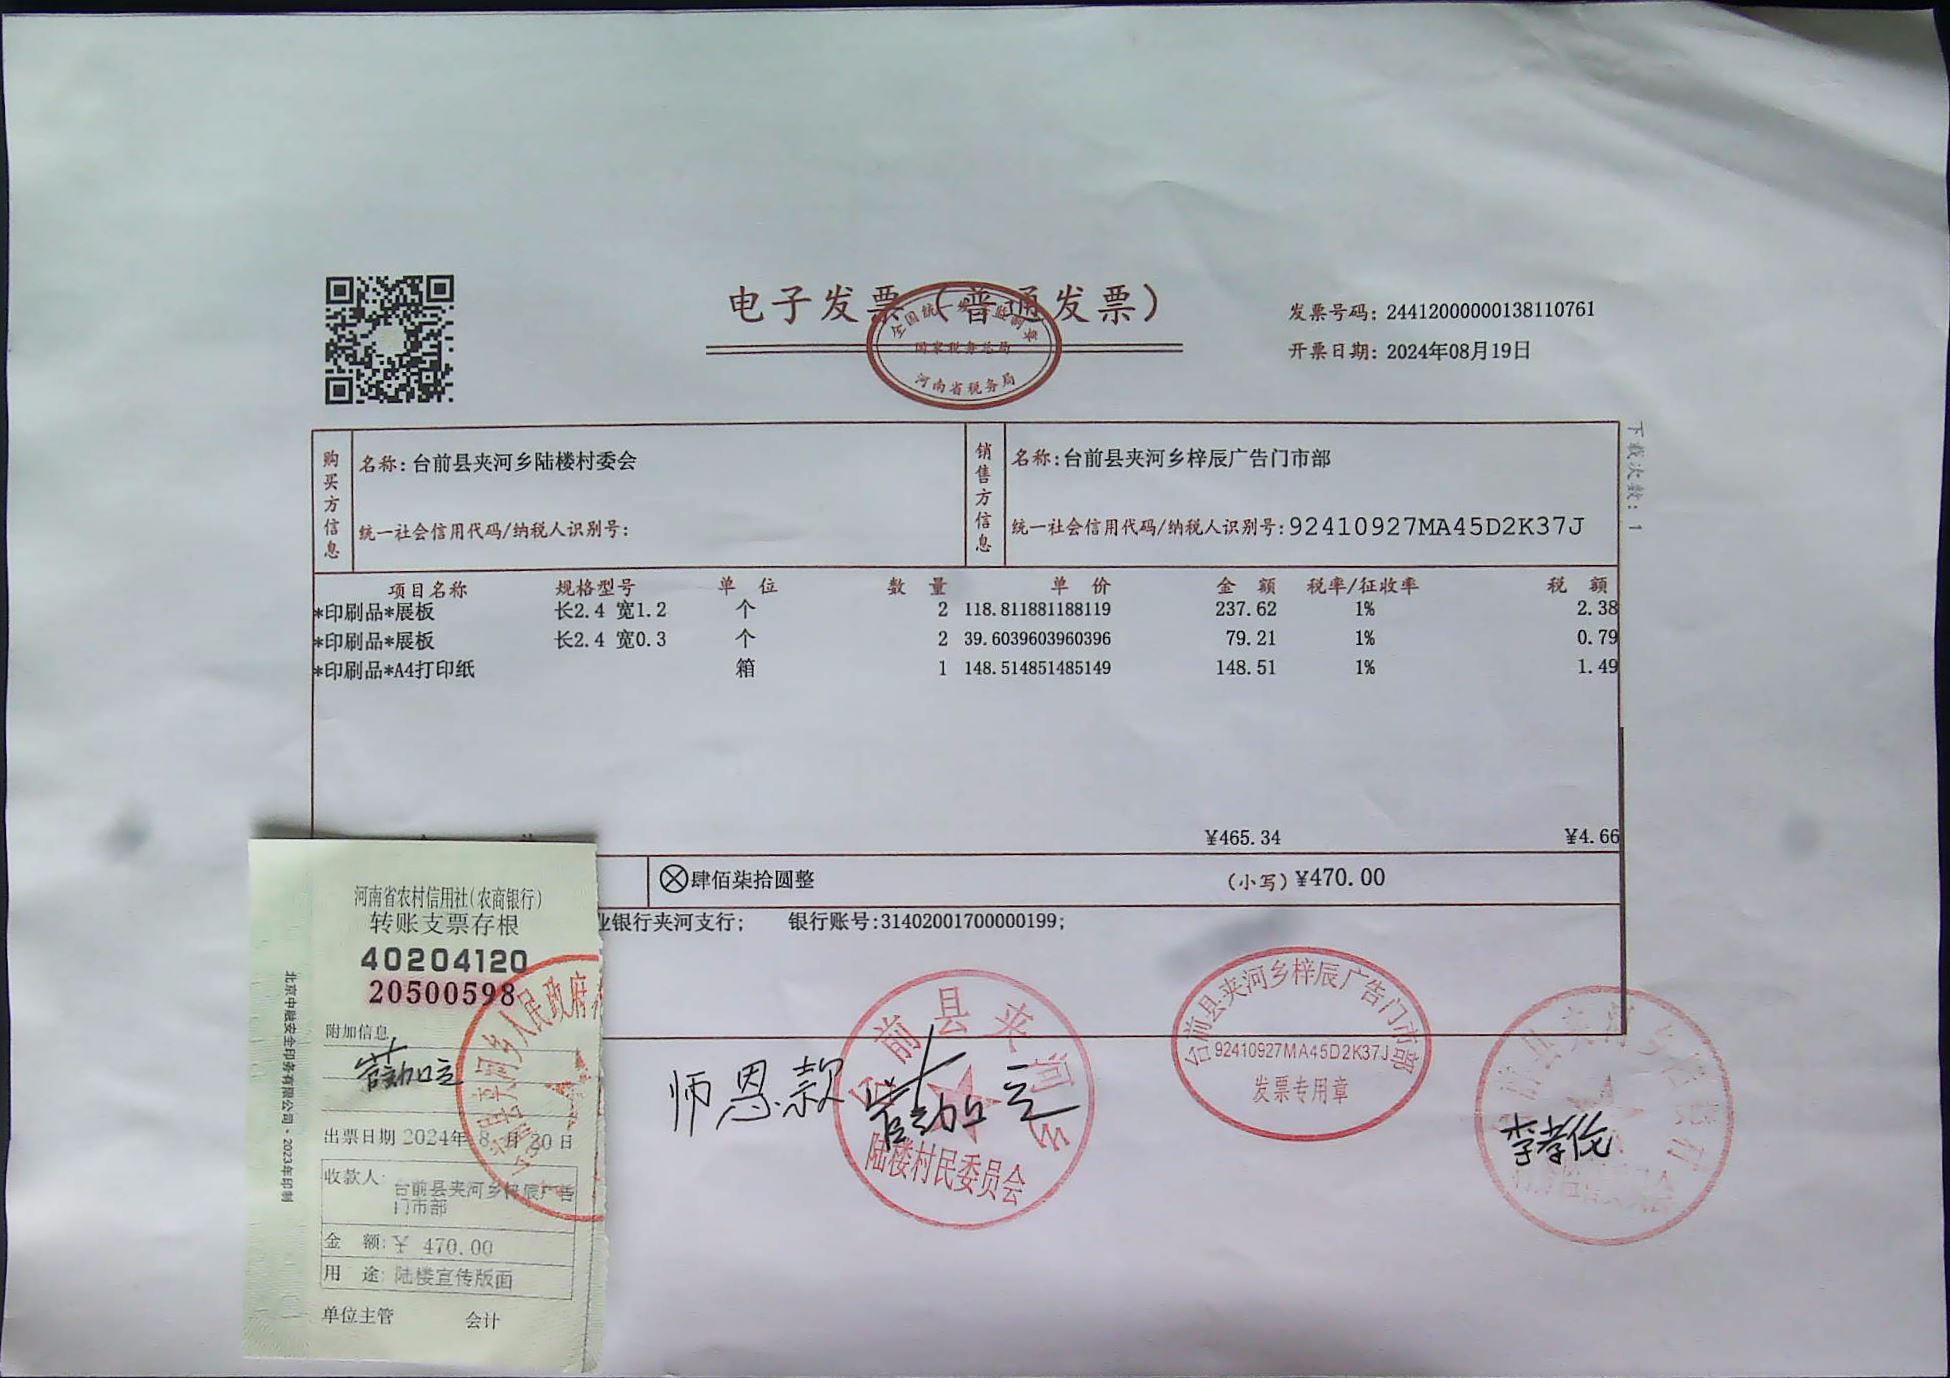 电子发票（普通发票）
全国统一发票监制章
国家税务总局
河南省税务局
发票号码：24412000000138110761
开票日期：2024年08月19日
下载次数：1
购买方信息
名称：台前县夹河乡陆楼村委会
统一社会信用代码/纳税人识别号：
销售方信息
名称：台前县夹河乡梓辰广告门市部
统一社会信用代码/纳税人识别号：92410927MA45D2K37J
项目名称 规格型号 单位 数量 单价 金额 税率/征收率 税额
*印刷品*展板 长2.4 宽1.2 个 2 118.811881188119 237.62 1% 2.38
*印刷品*展板 长2.4 宽0.3 个 2 39.6039603960396 79.21 1% 0.79
*印刷品*A4打印纸 箱 1 148.514851485149 148.51 1% 1.49
¥465.34 ¥4.66
ⓧ肆佰柒拾圆整 （小写）¥470.00
业银行夹河支行； 银行账号：31402001700000199；
河南省农村信用社（农商银行）
转账支票存根
40204120
20500598
附加信息
出票日期 2024年 8 月 20 日
收款人：台前县夹河乡梓辰广告
门市部
金 额：¥ 470.00
用 途：陆楼宣传版面
单位主管 会计
北京中融安全印务有限公司·2023年印制
师恩款
台前县夹河乡
陆楼村民委员会
台前县夹河乡梓辰广告门市部
92410927MA45D2K37J
发票专用章
李孝伦